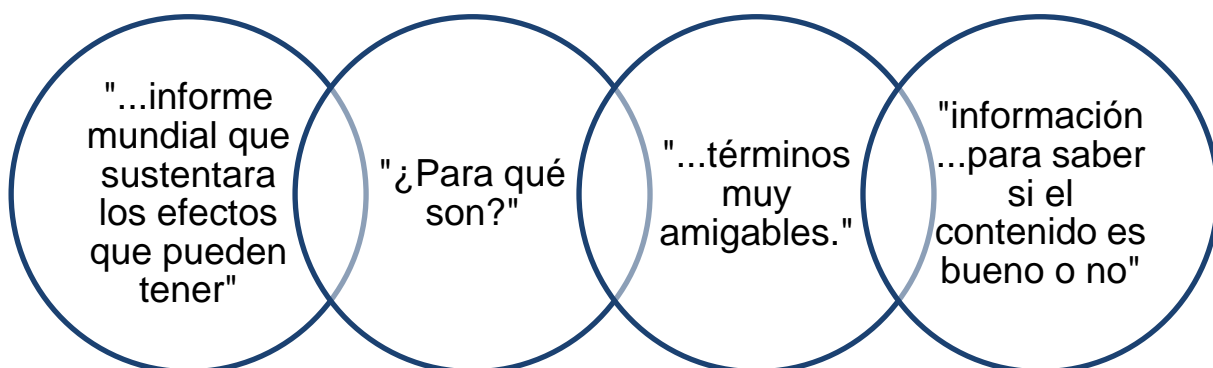 "...informe
mundial que
sustentara
los efectos
que pueden
tener"
"¿Para qué
son?"
"...términos
muy
amigables."
"información
...para saber
si el
contenido es
bueno o no"